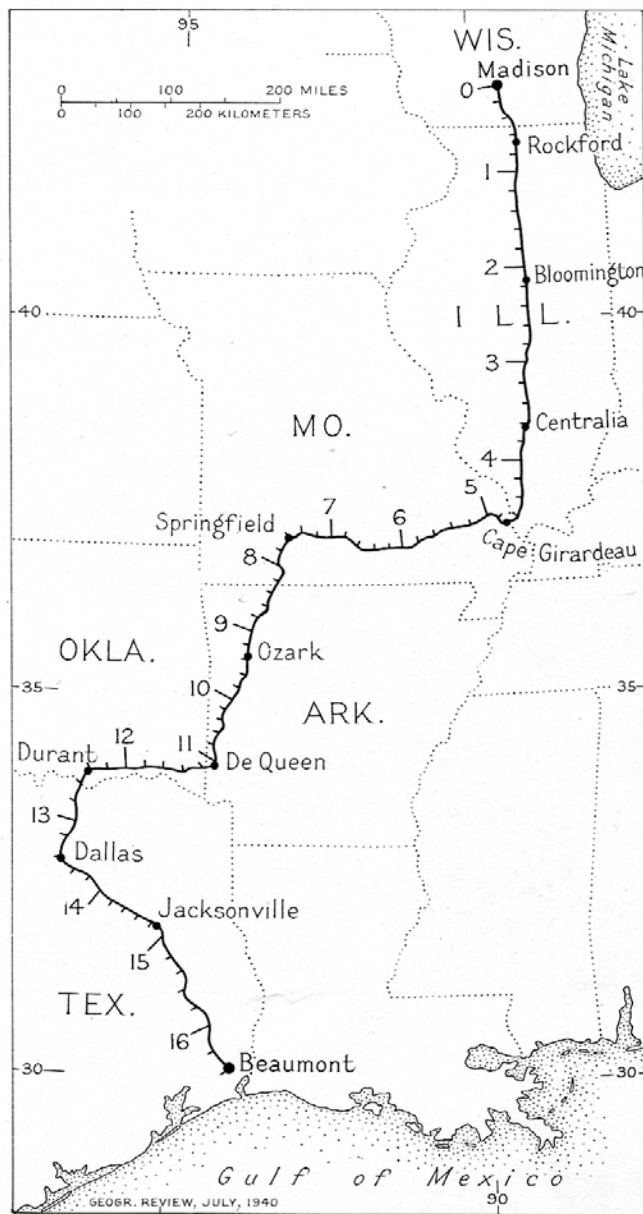 95
WIS.
Madison
0
Lake
Michigan
0 100 200 MILES
0 100 200 KILOMETERS
Rockford
1
2
Bloomington
40
I L L.
40
3
MO.
Centralia
4
5
7
6
Springfield
Cape Girardeau
8
9
OKLA.
Ozark
35
35
10
ARK.
12
11
Durant
De Queen
13
Dallas
14
Jacksonville
15
TEX.
16
30
Beaumont
30
Gulf of Mexico
GEOGR. REVIEW, JULY, 1940
90